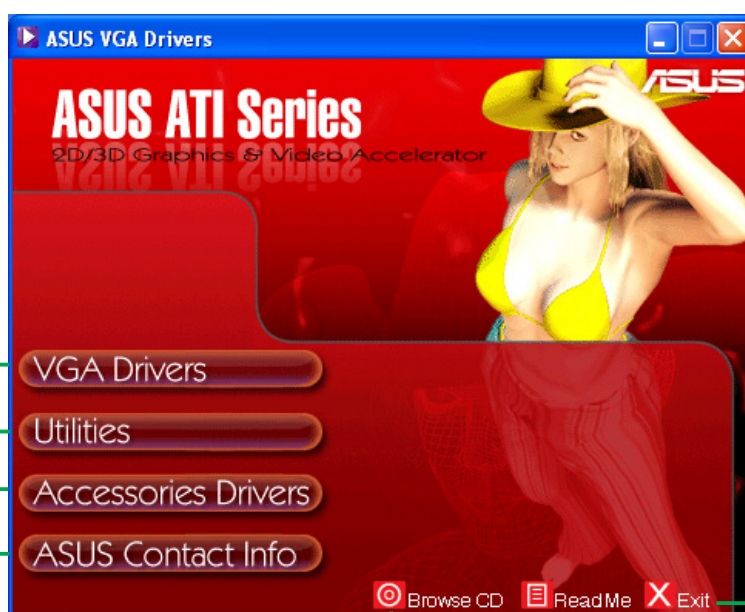 ASUS VGA Drivers
ASUS
ASUS ATI Series
2D/3D Graphics & Video Accelerator
VGA Drivers
Utilities
Accessories Drivers
ASUS Contact Info
Browse CD
ReadMe
Exit